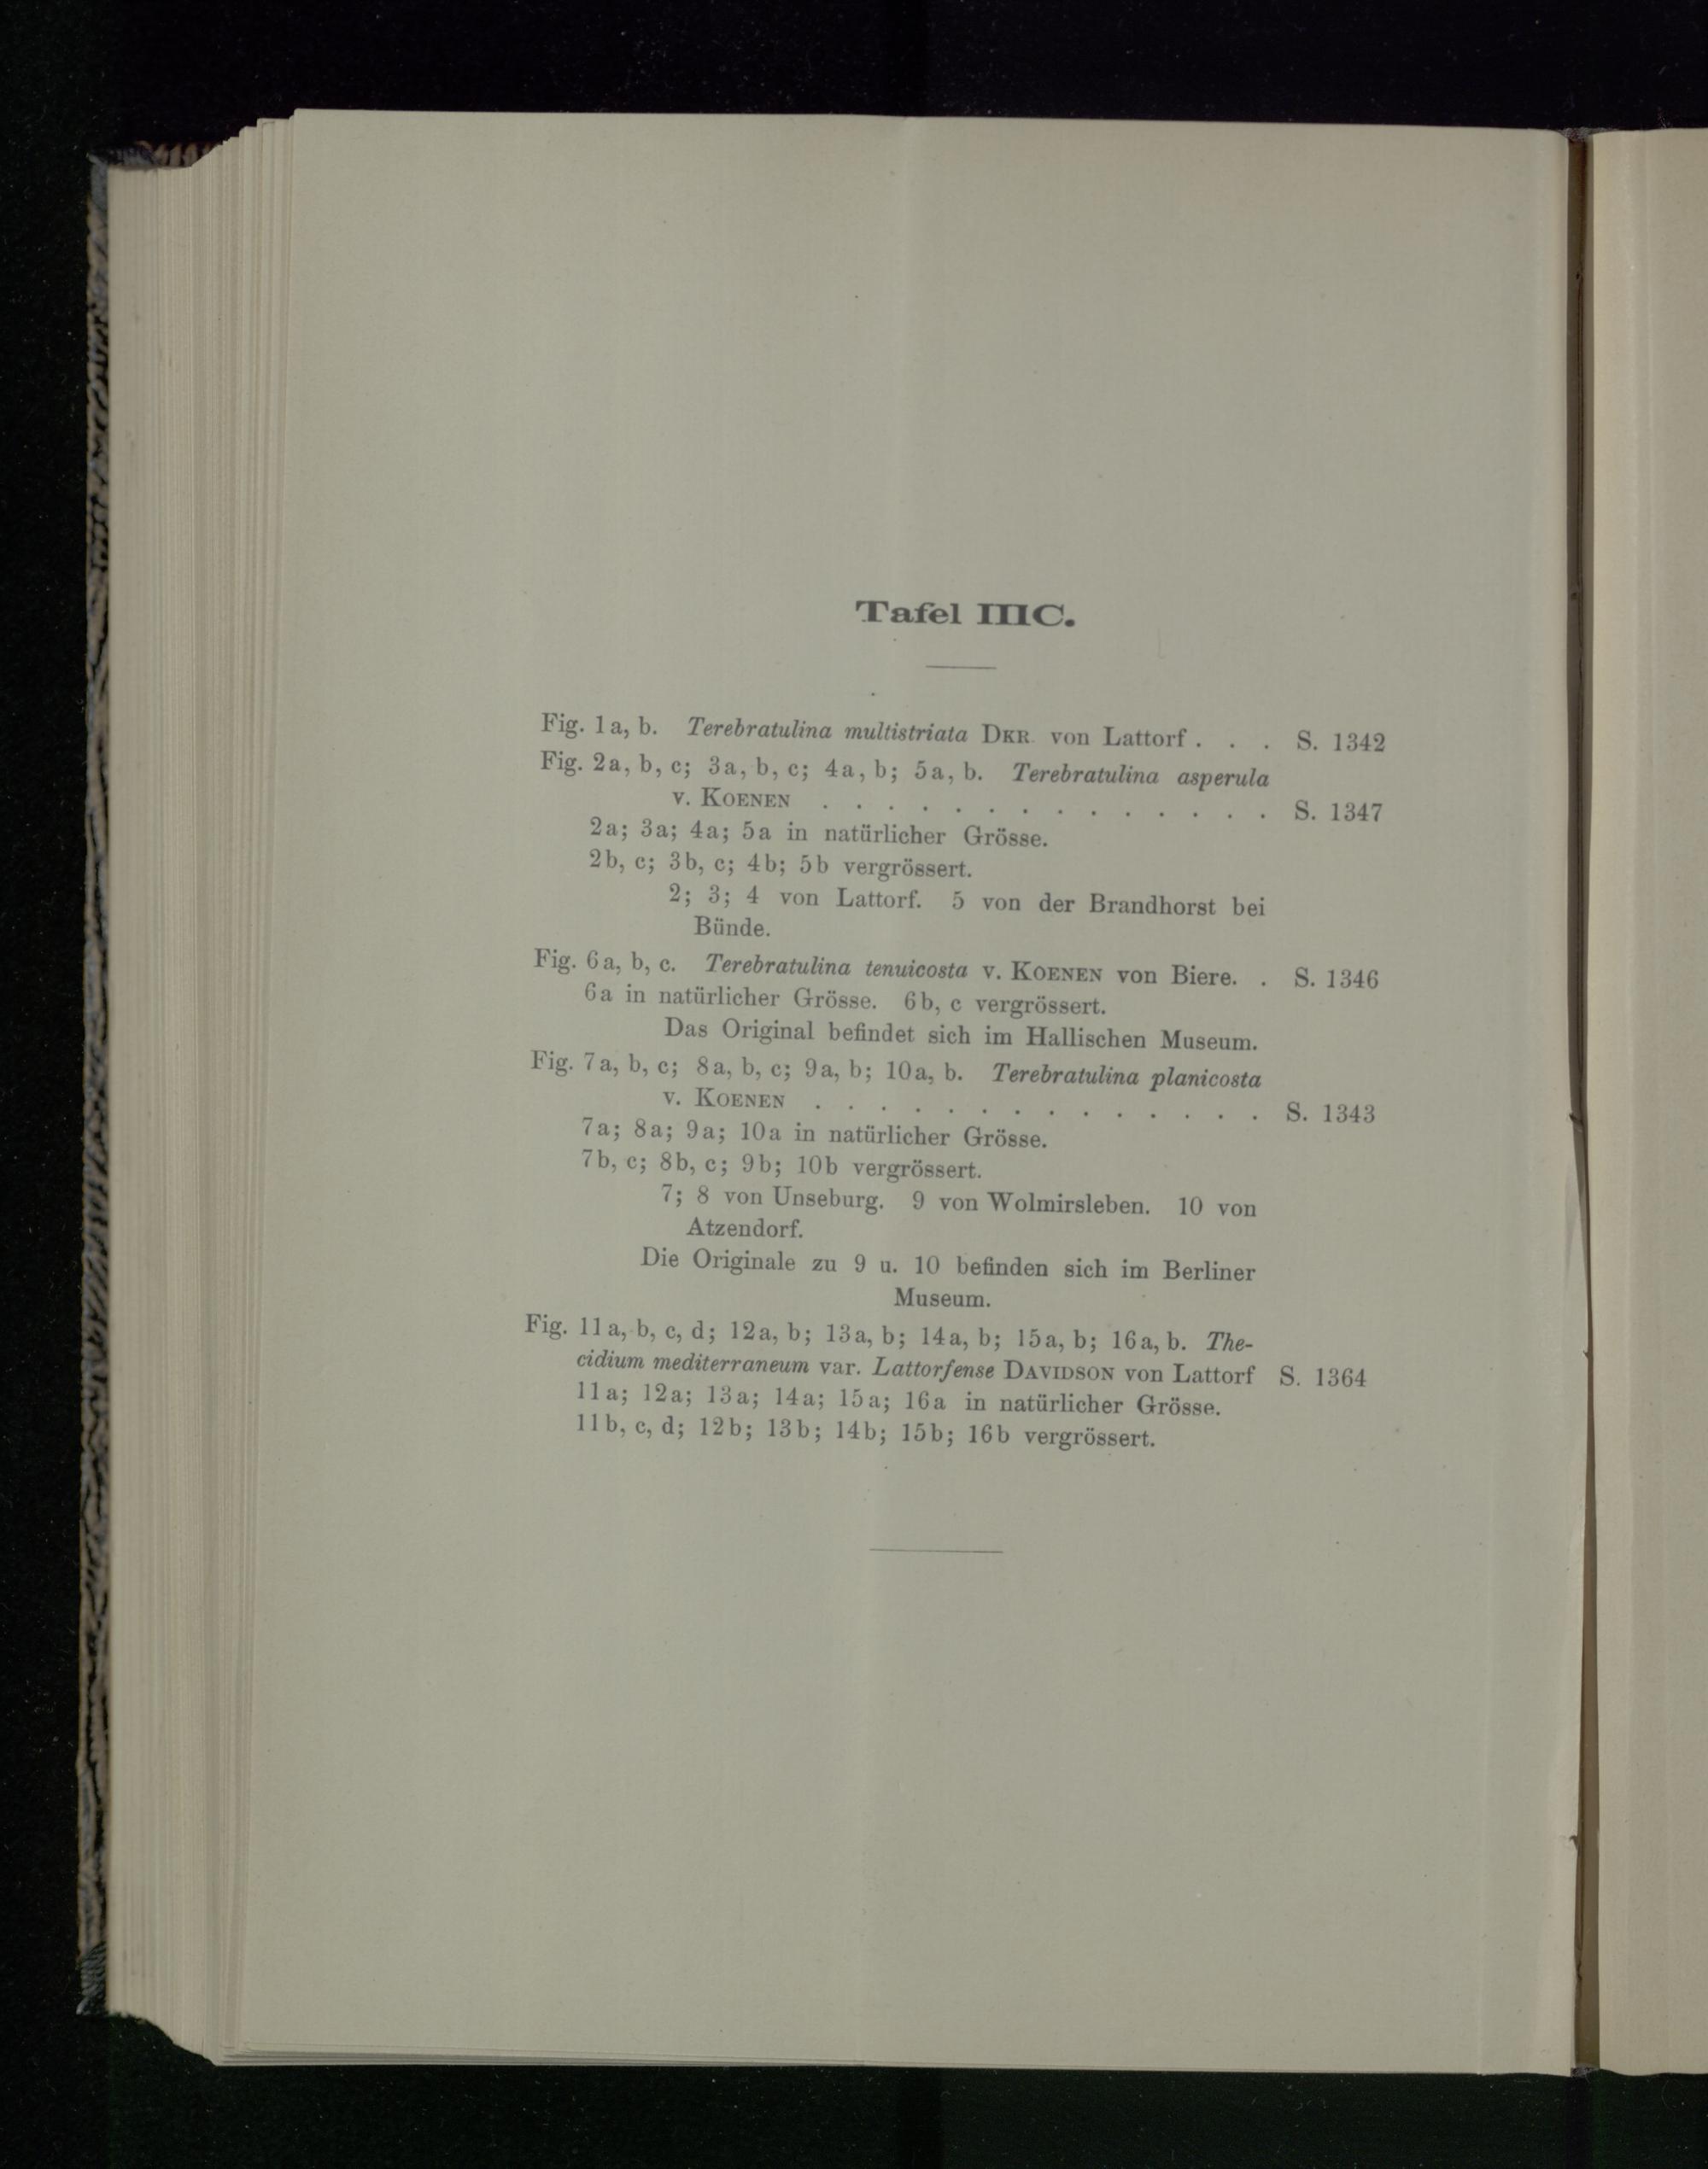 Tafel IIIC.
Fig. 1a, b. Terebratulina multistriata DKR. von Lattorf . . . S. 1342
Fig. 2a, b, c; 3a, b, c; 4a, b; 5a, b. Terebratulina asperula
v. KOENEN . . . . . . . . . . . . . . S. 1347
2a; 3a; 4a; 5a in natürlicher Grösse.
2b, c; 3b, c; 4b; 5b vergrössert.
2; 3; 4 von Lattorf. 5 von der Brandhorst bei
Bünde.
Fig. 6a, b, c. Terebratulina tenuicosta v. KOENEN von Biere. . S. 1346
6a in natürlicher Grösse. 6b, c vergrössert.
Das Original befindet sich im Hallischen Museum.
Fig. 7a, b, c; 8a, b, c; 9a, b; 10a, b. Terebratulina planicosta
v. KOENEN . . . . . . . . . . . . . . S. 1343
7a; 8a; 9a; 10a in natürlicher Grösse.
7b, c; 8b, c; 9b; 10b vergrössert.
7; 8 von Unseburg. 9 von Wolmirsleben. 10 von
Atzendorf.
Die Originale zu 9 u. 10 befinden sich im Berliner
Museum.
Fig. 11a, b, c, d; 12a, b; 13a, b; 14a, b; 15a, b; 16a, b. The-
cidium mediterraneum var. Lattorfense DAVIDSON von Lattorf S. 1364
11a; 12a; 13a; 14a; 15a; 16a in natürlicher Grösse.
11b, c, d; 12b; 13b; 14b; 15b; 16b vergrössert.